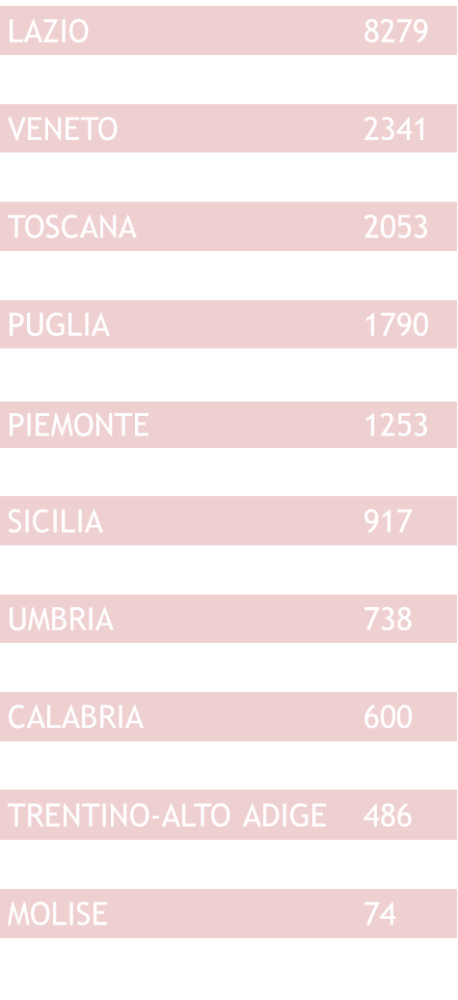 LAZIO 8279
VENETO 2341
TOSCANA 2053
PUGLIA 1790
PIEMONTE 1253
SICILIA 917
UMBRIA 738
CALABRIA 600
TRENTINO-ALTO ADIGE 486
MOLISE 74